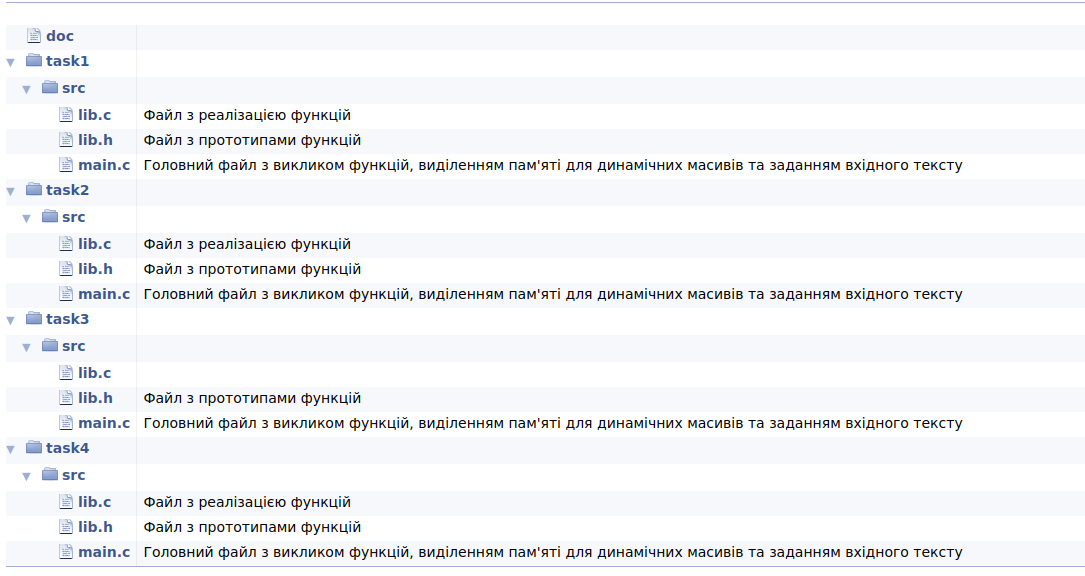 doc
task1
src
lib.c Файл з реалізацією функцій
lib.h Файл з прототипами функцій
main.c Головний файл з викликом функцій, виділенням пам'яті для динамічних масивів та заданням вхідного тексту
task2
src
lib.c Файл з реалізацією функцій
lib.h Файл з прототипами функцій
main.c Головний файл з викликом функцій, виділенням пам'яті для динамічних масивів та заданням вхідного тексту
task3
src
lib.c
lib.h Файл з прототипами функцій
main.c Головний файл з викликом функцій, виділенням пам'яті для динамічних масивів та заданням вхідного тексту
task4
src
lib.c Файл з реалізацією функцій
lib.h Файл з прототипами функцій
main.c Головний файл з викликом функцій, виділенням пам'яті для динамічних масивів та заданням вхідного тексту